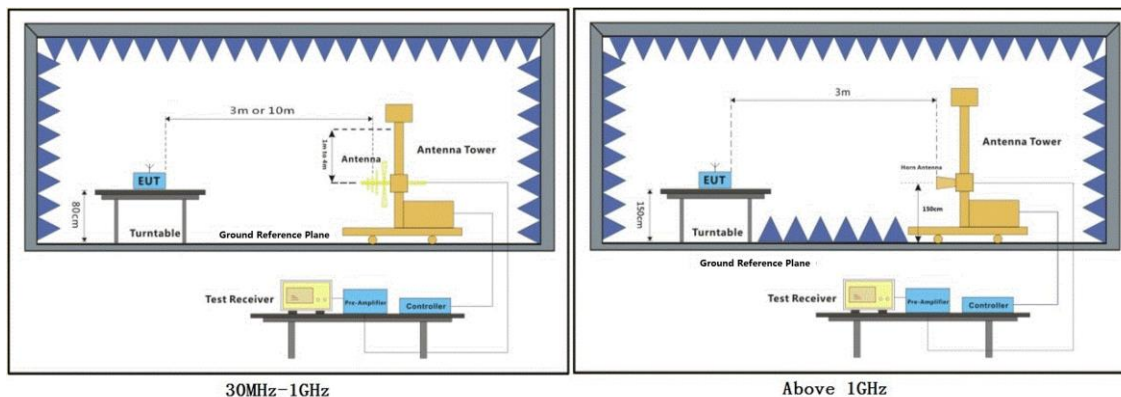 3m or 10m
1m to 4m
Antenna
Antenna Tower
EUT
80cm
Turntable
Ground Reference Plane
Test Receiver
Pre-Amplifier
Controller
30MHz-1GHz
3m
Horn Antenna
Antenna Tower
EUT
150cm
150cm
Turntable
Ground Reference Plane
Test Receiver
Pre-Amplifier
Controller
Above 1GHz